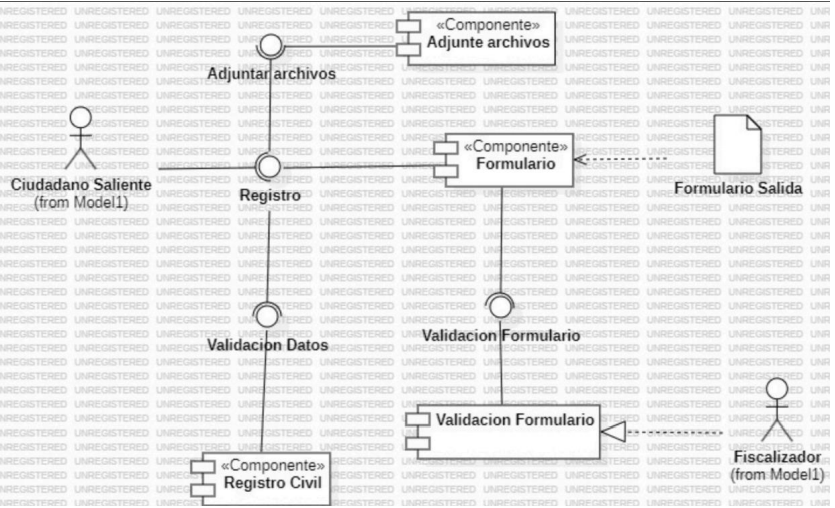 «Componente»
Adjunte archivos
Adjuntar archivos
«Componente»
Formulario
Ciudadano Saliente
(from Model1)
Registro
Formulario Salida
Validacion Datos
Validacion Formulario
Validacion Formulario
«Componente»
Registro Civil
Fiscalizador
(from Model1)
UNREGISTERED